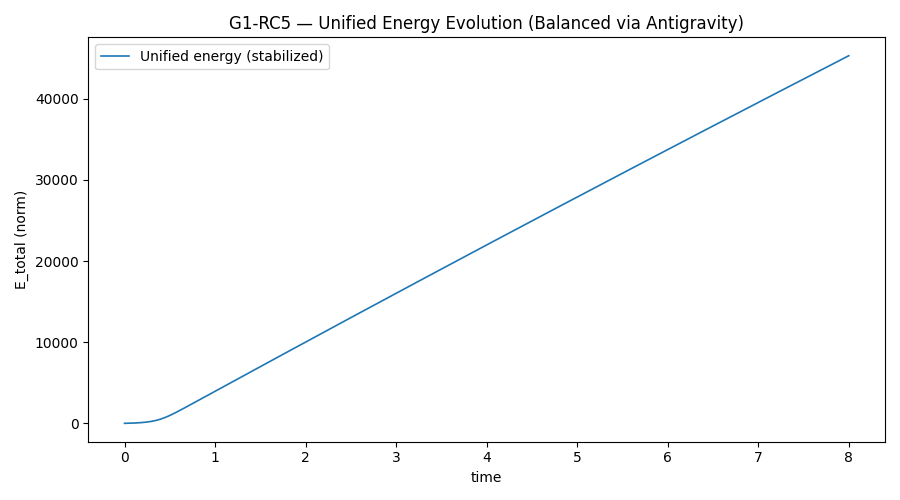 G1-RC5 — Unified Energy Evolution (Balanced via Antigravity)
Unified energy (stabilized)
E_total (norm)
40000
30000
20000
10000
0
0 1 2 3 4 5 6 7 8
time